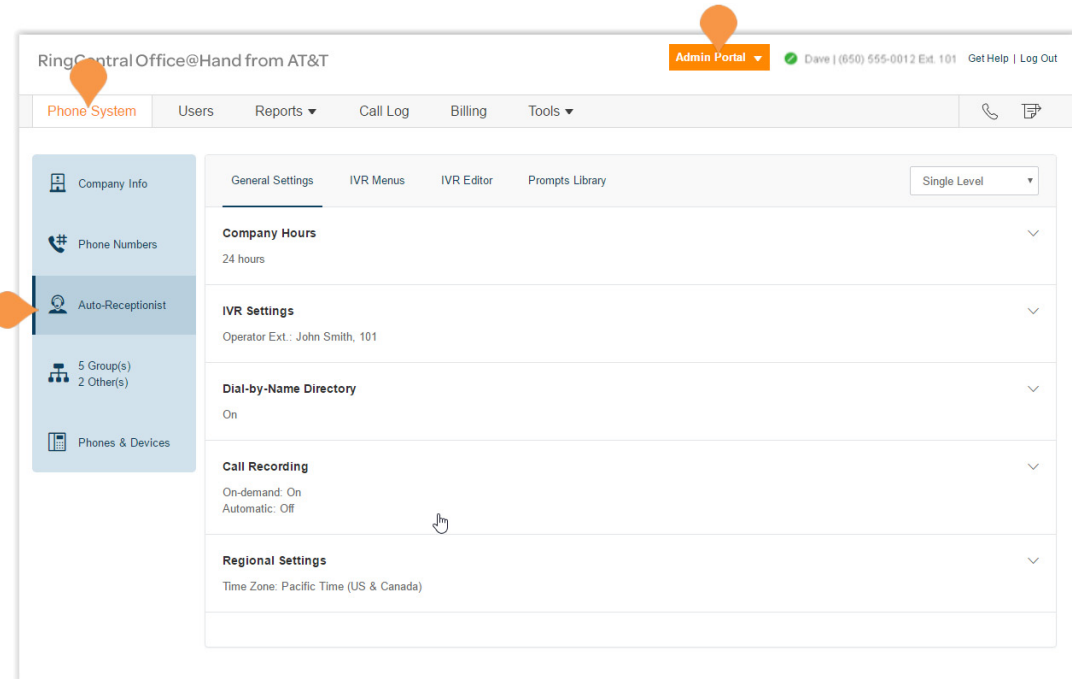 RingCentral Office@Hand from AT&T
Admin Portal
Dave | (650) 555-0012 Ext. 101
Get Help | Log Out
Phone System
Users
Reports
Call Log
Billing
Tools
Company Info
Phone Numbers
Auto-Receptionist
5 Group(s)
2 Other(s)
Phones & Devices
General Settings
IVR Menus
IVR Editor
Prompts Library
Single Level
Company Hours
24 hours
IVR Settings
Operator Ext.: John Smith, 101
Dial-by-Name Directory
On
Call Recording
On-demand: On
Automatic: Off
Regional Settings
Time Zone: Pacific Time (US & Canada)